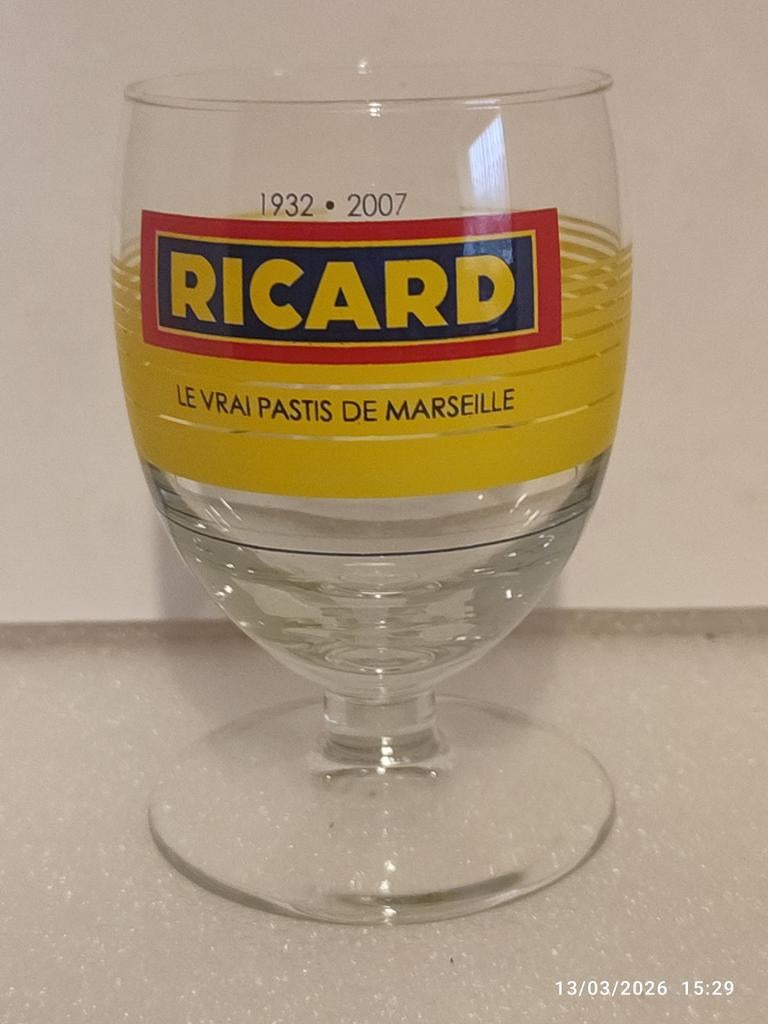 1932 • 2007
RICARD
LE VRAI PASTIS DE MARSEILLE
13/03/2026 15:29